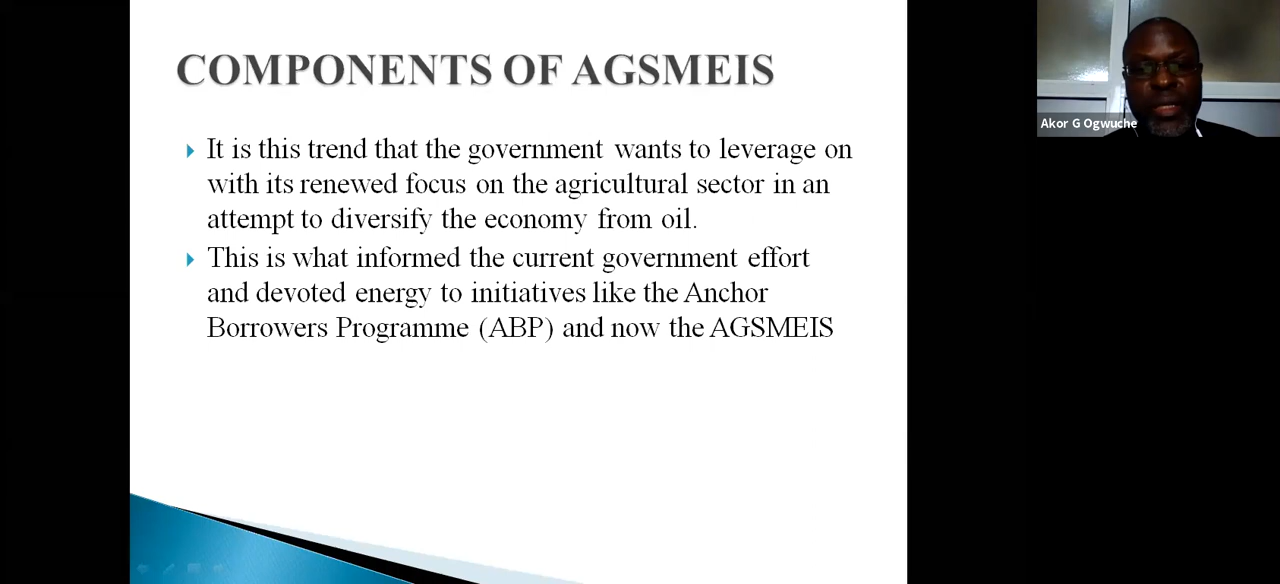 COMPONENTS OF AGSMEIS
It is this trend that the government wants to leverage on
with its renewed focus on the agricultural sector in an
attempt to diversify the economy from oil.
This is what informed the current government effort
and devoted energy to initiatives like the Anchor
Borrowers Programme (ABP) and now the AGSMEIS
Akor G Ogwuche